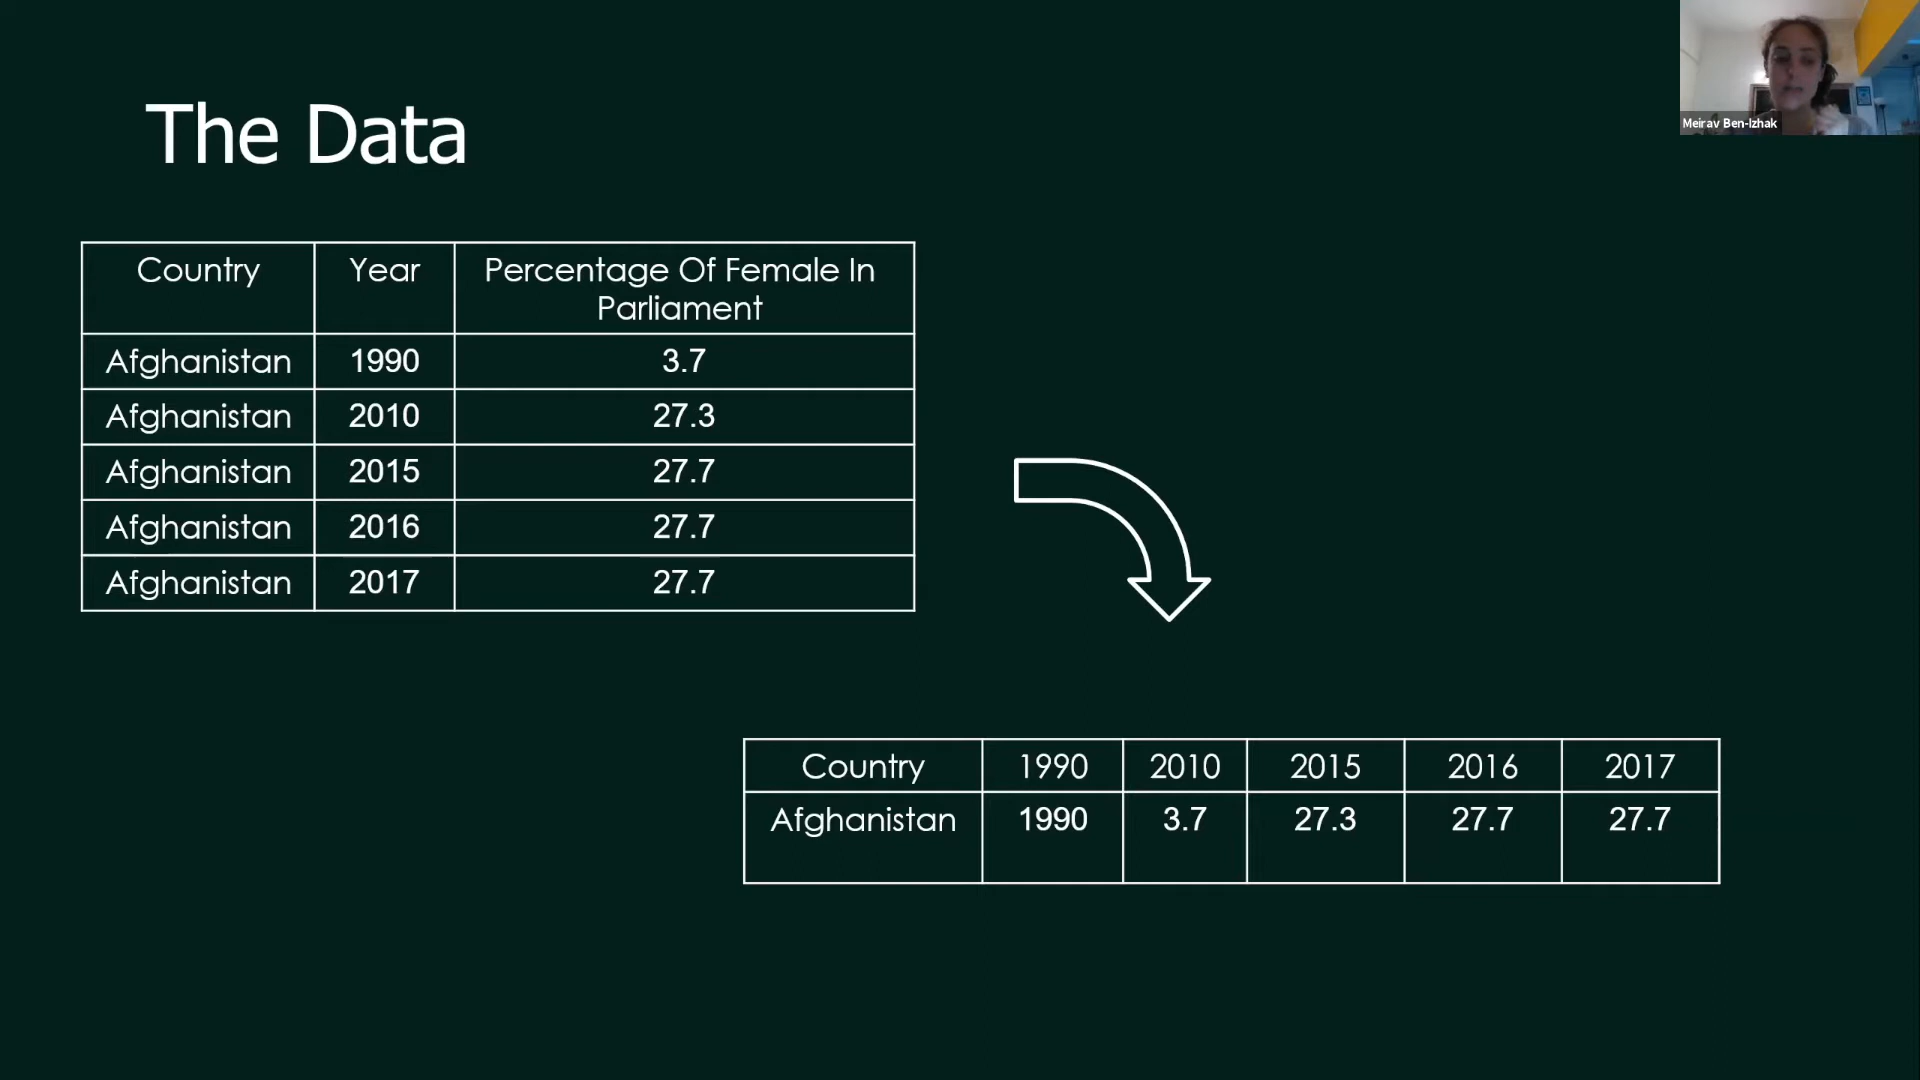 The Data
Meirav Ben-Izhak
Country Year Percentage Of Female In
Parliament
Afghanistan 1990 3.7
Afghanistan 2010 27.3
Afghanistan 2015 27.7
Afghanistan 2016 27.7
Afghanistan 2017 27.7
Country 1990 2010 2015 2016 2017
Afghanistan 1990 3.7 27.3 27.7 27.7